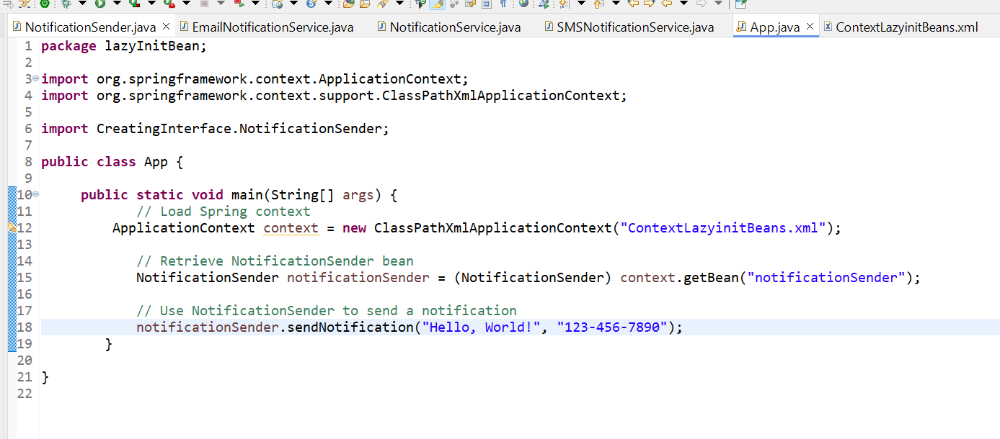 NotificationSender.java EmailNotificationService.java NotificationService.java SMSNotificationService.java App.java ContextLazyinitBeans.xml
1 package lazyInitBean;
2
3 import org.springframework.context.ApplicationContext;
4 import org.springframework.context.support.ClassPathXmlApplicationContext;
5
6 import CreatingInterface.NotificationSender;
7
8 public class App {
9
10 public static void main(String[] args) {
11 // Load Spring context
12 ApplicationContext context = new ClassPathXmlApplicationContext("ContextLazyinitBeans.xml");
13
14 // Retrieve NotificationSender bean
15 NotificationSender notificationSender = (NotificationSender) context.getBean("notificationSender");
16
17 // Use NotificationSender to send a notification
18 notificationSender.sendNotification("Hello, World!", "123-456-7890");
19 }
20
21 }
22